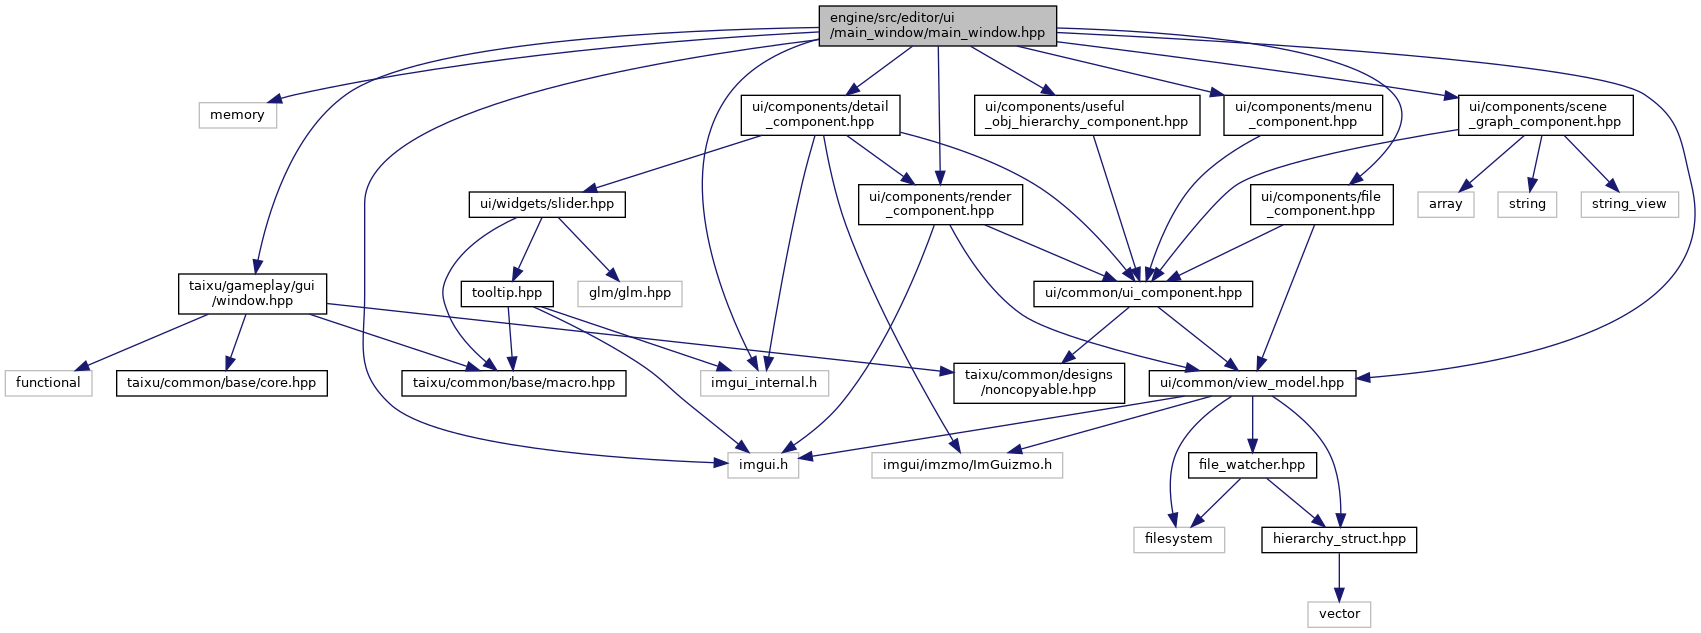 engine/src/editor/ui
/main_window/main_window.hpp
memory
ui/components/detail
_component.hpp
ui/components/useful
_obj_hierarchy_component.hpp
ui/components/menu
_component.hpp
ui/components/scene
_graph_component.hpp
ui/widgets/slider.hpp
ui/components/render
_component.hpp
ui/components/file
_component.hpp
array
string
string_view
taixu/gameplay/gui
/window.hpp
tooltip.hpp
glm/glm.hpp
ui/common/ui_component.hpp
functional
taixu/common/base/core.hpp
taixu/common/base/macro.hpp
imgui_internal.h
taixu/common/designs
/noncopyable.hpp
ui/common/view_model.hpp
imgui.h
imgui/imzmo/ImGuizmo.h
file_watcher.hpp
filesystem
hierarchy_struct.hpp
vector